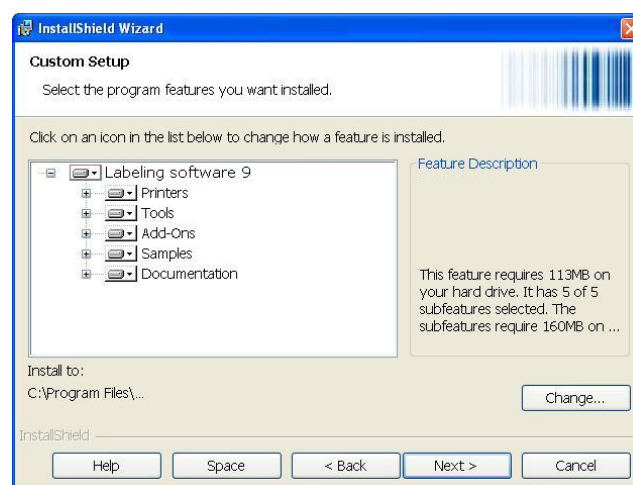 InstallShield Wizard
Custom Setup
Select the program features you want installed.
Click on an icon in the list below to change how a feature is installed.
Labeling software 9
Printers
Tools
Add-Ons
Samples
Documentation
Feature Description
This feature requires 113MB on
your hard drive. It has 5 of 5
subfeatures selected. The
subfeatures require 160MB on ...
Install to:
C:\Program Files\...
Change...
InstallShield
Help
Space
< Back
Next >
Cancel